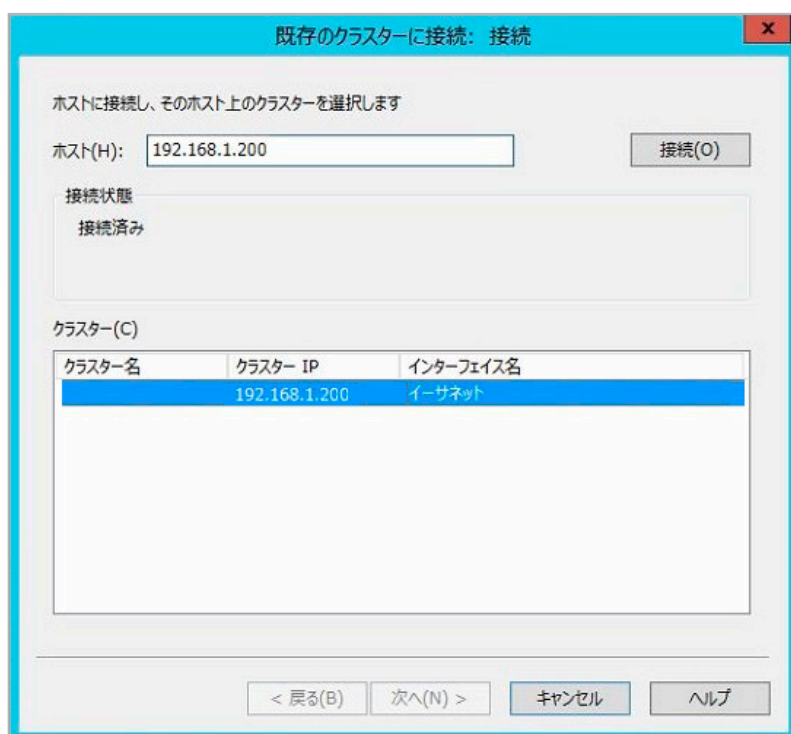 既存のクラスターに接続: 接続
x
ホストに接続し、そのホスト上のクラスターを選択します
ホスト(H): 192.168.1.200 接続(O)
接続状態
接続済み
クラスター(C)
クラスター名 クラスター IP インターフェイス名
192.168.1.200 イーサネット
< 戻る(B) 次へ(N) > キャンセル ヘルプ